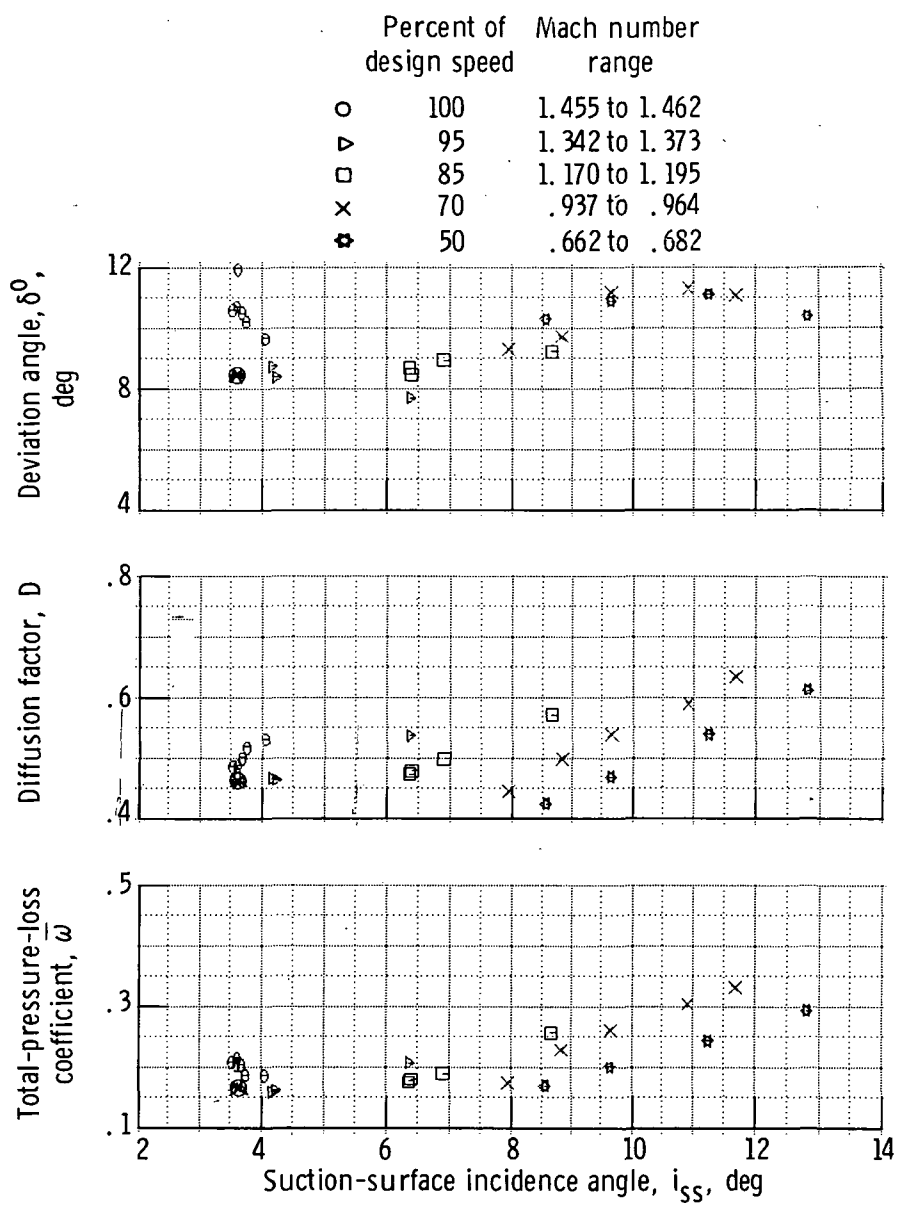 Percent of design speed Mach number range
100 1.455 to 1.462
95 1.342 to 1.373
85 1.170 to 1.195
70 .937 to .964
50 .662 to .682
Deviation angle, δ°,
deg
12
8
4
Diffusion factor, D
.8
.6
.4
Total-pressure-loss
coefficient, ω̅
.5
.3
.1
2 4 6 8 10 12 14
Suction-surface incidence angle, iss, deg